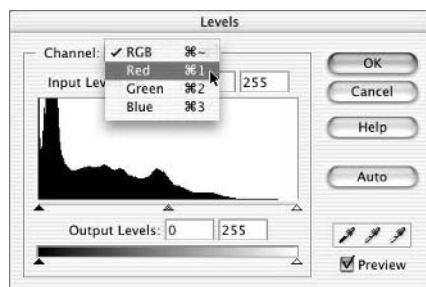 Levels
Channel: ✓ RGB ⌘~
Red ⌘1
Green ⌘2
Blue ⌘3
Input Lev 255
Output Levels: 0 255
OK
Cancel
Help
Auto
Preview